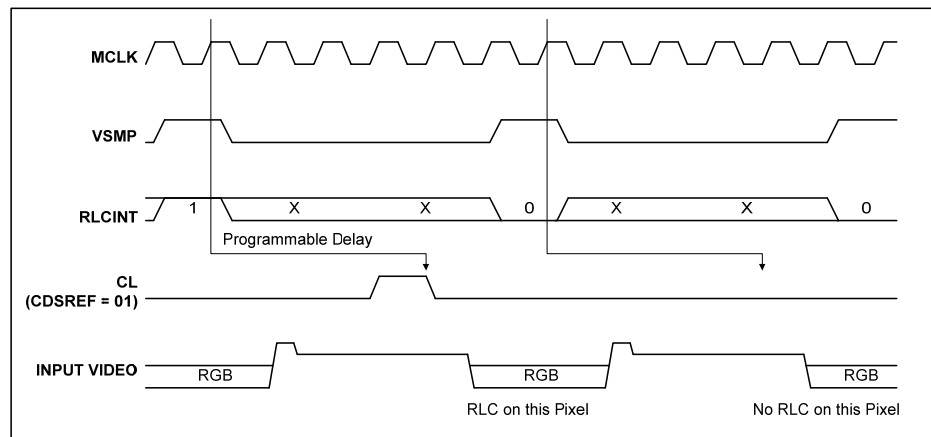 MCLK
VSMP
RLCINT
1 X X 0 X X 0
Programmable Delay
CL
(CDSREF = 01)
INPUT VIDEO
RGB RGB RGB
RLC on this Pixel No RLC on this Pixel